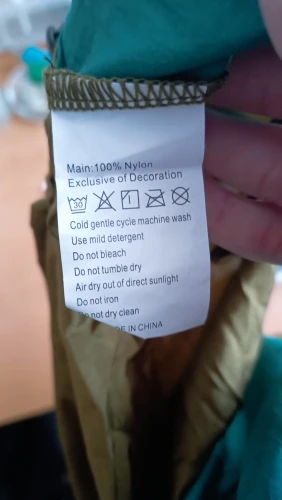 Main:100% Nylon
Exclusive of Decoration
30
Cold gentle cycle machine wash
Use mild detergent
Do not bleach
Do not tumble dry
Air dry out of direct sunlight
Do not iron
not dry clean
IN CHINA